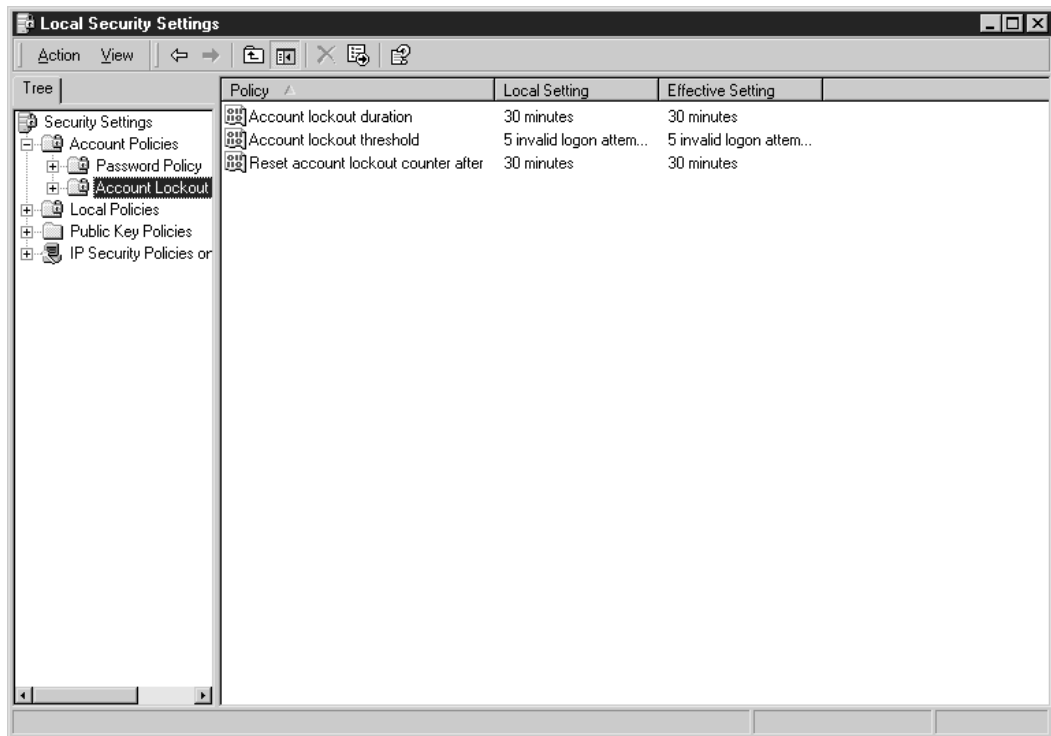 Local Security Settings
Action View
Tree
Security Settings
Account Policies
Password Policy
Account Lockout
Local Policies
Public Key Policies
IP Security Policies or
Policy Local Setting Effective Setting
Account lockout duration 30 minutes 30 minutes
Account lockout threshold 5 invalid logon attem... 5 invalid logon attem...
Reset account lockout counter after 30 minutes 30 minutes